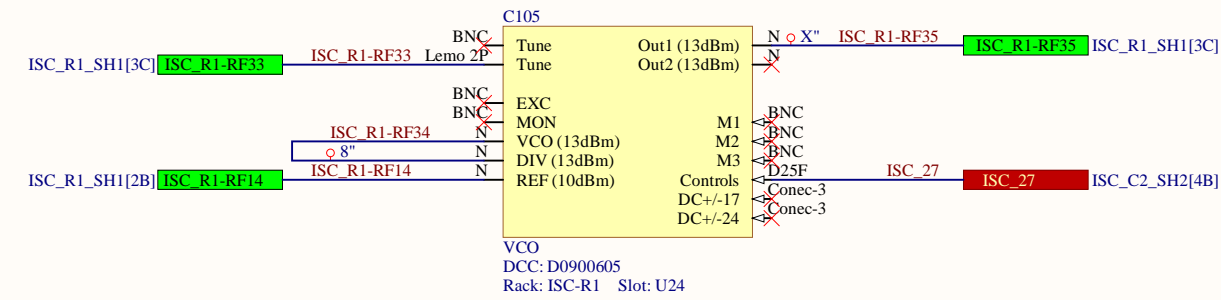 C105
BNC Tune Out1 (13dBm) N X" ISC_R1-RF35 ISC_R1-RF35 ISC_R1_SH1[3C]
ISC_R1_SH1[3C] ISC_R1-RF33 ISC_R1-RF33 Lemo 2P Tune Out2 (13dBm) N
BNC EXC
BNC MON M1 BNC
ISC_R1-RF34 N VCO (13dBm) M2 BNC
8" N DIV (13dBm) M3 BNC
ISC_R1_SH1[2B] ISC_R1-RF14 ISC_R1-RF14 N REF (10dBm) Controls D25F ISC_27 ISC_27 ISC_C2_SH2[4B]
DC+/-17 Conec-3
DC+/-24 Conec-3
VCO
DCC: D0900605
Rack: ISC-R1 Slot: U24